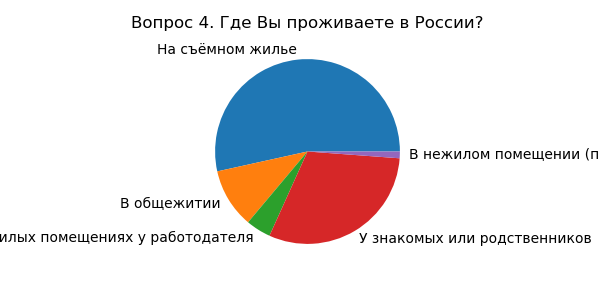 Вопрос 4. Где Вы проживаете в России?
На съёмном жилье
В нежилом помещении (п
В общежитии
илых помещениях у работодателя
У знакомых или родственников